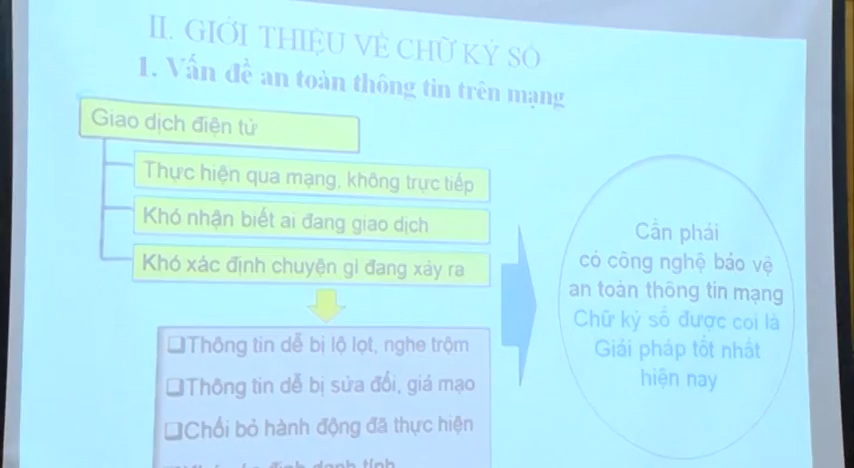 II. GIỚI THIỆU VỀ CHỮ KÝ SỐ
1. Vấn đề an toàn thông tin trên mạng
Giao dịch điện tử
Thực hiện qua mạng, không trực tiếp
Khó nhận biết ai đang giao dịch
Khó xác định chuyện gì đang xảy ra
❑Thông tin dễ bị lộ lọt, nghe trộm
❑Thông tin dễ bị sửa đổi, giả mạo
❑Chối bỏ hành động đã thực hiện
định danh tính
Cần phải
có công nghệ bảo vệ
an toàn thông tin mạng
Chữ ký số được coi là
Giải pháp tốt nhất
hiện nay